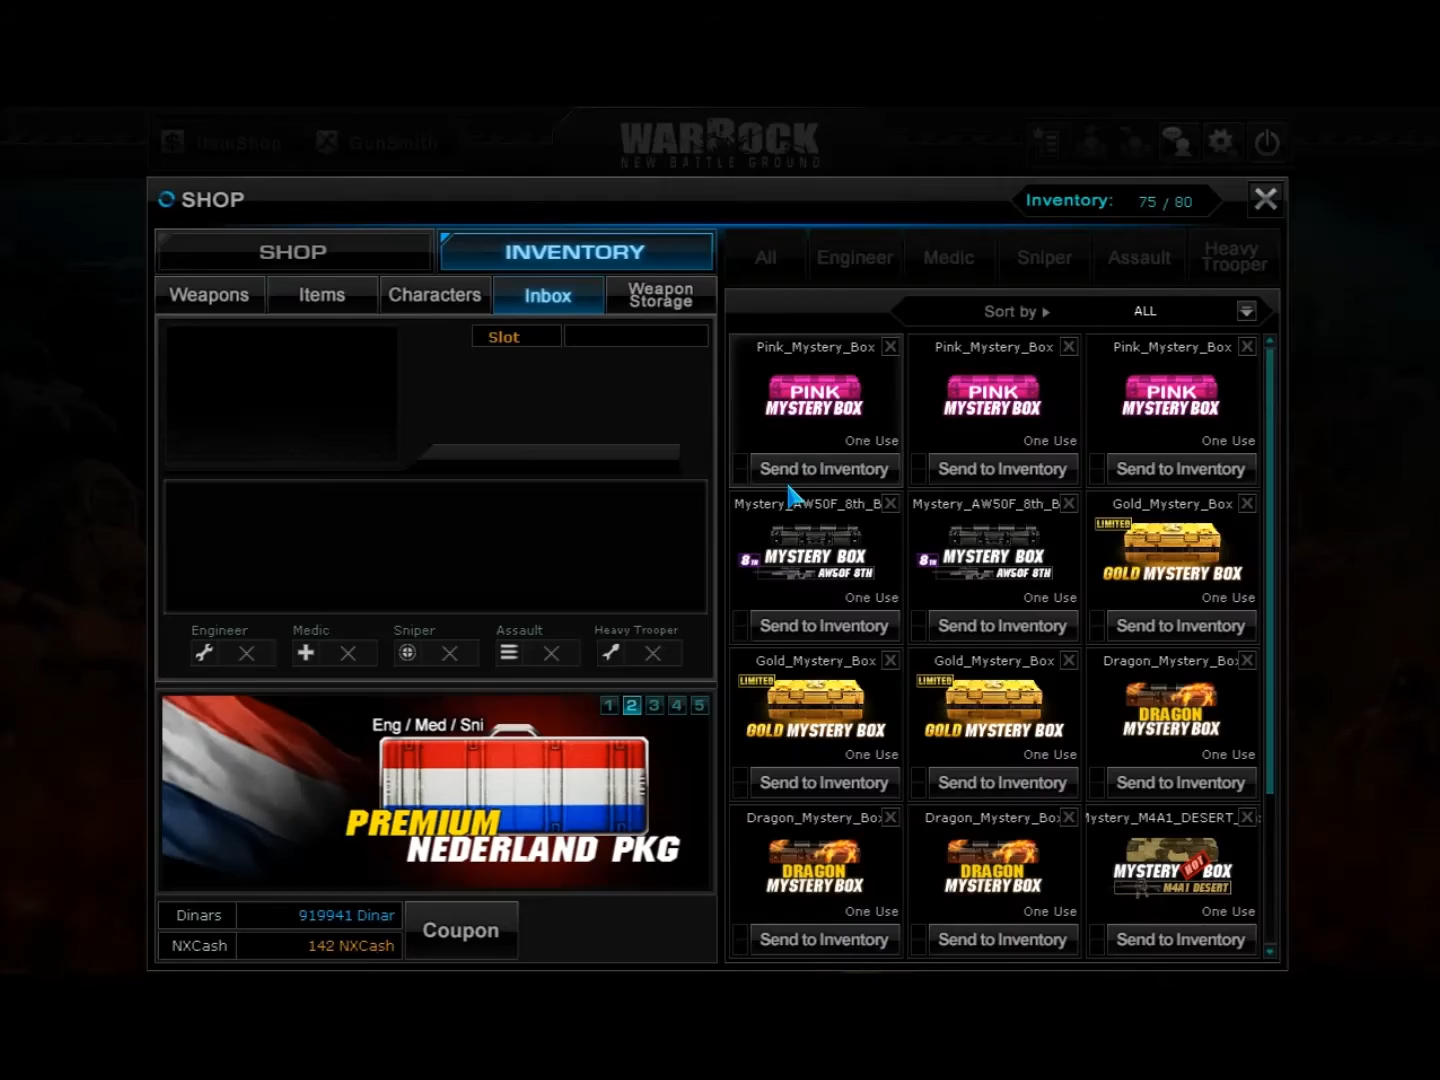 ItemShop
GunSmith
WARROCK
NEW BATTLE GROUND
SHOP
Inventory: 75 / 80
SHOP
INVENTORY
Weapons
Items
Characters
Inbox
Weapon
Storage
All
Engineer
Medic
Sniper
Assault
Heavy
Trooper
Slot
Sort by
ALL
Pink_Mystery_Box
Pink_Mystery_Box
Pink_Mystery_Box
PINK
MYSTERY BOX
PINK
MYSTERY BOX
PINK
MYSTERY BOX
One Use
One Use
One Use
Send to Inventory
Send to Inventory
Send to Inventory
Mystery_AW50F_8th_B
Mystery_AW50F_8th_B
Gold_Mystery_Box
8TH MYSTERY BOX
AW50F 8TH
8TH MYSTERY BOX
AW50F 8TH
LIMITED
GOLD MYSTERY BOX
One Use
One Use
One Use
Send to Inventory
Send to Inventory
Send to Inventory
Gold_Mystery_Box
Gold_Mystery_Box
Dragon_Mystery_Bo
LIMITED
GOLD MYSTERY BOX
LIMITED
GOLD MYSTERY BOX
DRAGON
MYSTERY BOX
One Use
One Use
One Use
Send to Inventory
Send to Inventory
Send to Inventory
Dragon_Mystery_Bo
Dragon_Mystery_Bo
Mystery_M4A1_DESERT_
DRAGON
MYSTERY BOX
DRAGON
MYSTERY BOX
MYSTERY HOT BOX
M4A1 DESERT
One Use
One Use
One Use
Send to Inventory
Send to Inventory
Send to Inventory
Engineer
Medic
Sniper
Assault
Heavy Trooper
1 2 3 4 5
Eng / Med / Sni
PREMIUM
NEDERLAND PKG
Dinars
919941 Dinar
NXCash
142 NXCash
Coupon